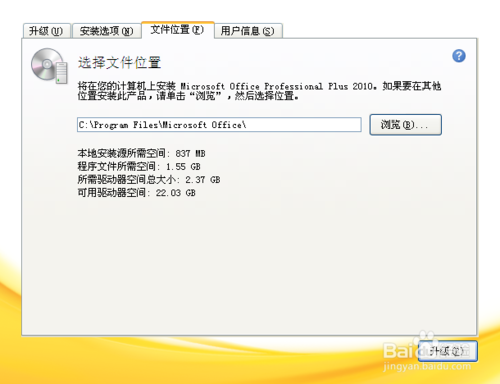 升级(U) 安装选项(N) 文件位置(F) 用户信息(S)
选择文件位置
将在您的计算机上安装 Microsoft Office Professional Plus 2010。如果要在其他
位置安装此产品，请单击“浏览”，然后选择位置。
C:\Program Files\Microsoft Office\
浏览(B)...
本地安装源所需空间: 837 MB
程序文件所需空间: 1.55 GB
所需驱动器空间总大小: 2.37 GB
可用驱动器空间: 22.03 GB
Baidu 经验
升级(P)
jingyan.baidu.com